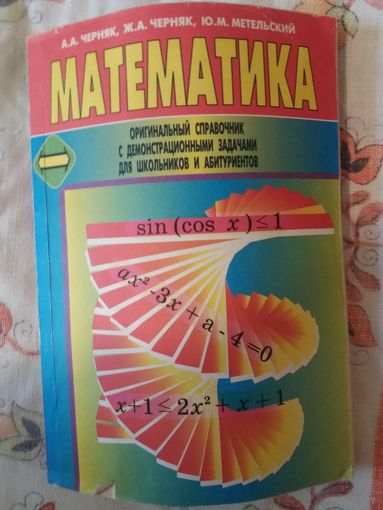 А.А. ЧЕРНЯК, Ж.А. ЧЕРНЯК, Ю.М. МЕТЕЛЬСКИЙ
МАТЕМАТИКА
ОРИГИНАЛЬНЫЙ СПРАВОЧНИК
С ДЕМОНСТРАЦИОННЫМИ ЗАДАЧАМИ
ДЛЯ ШКОЛЬНИКОВ И АБИТУРИЕНТОВ
sin (cos x) ≤ 1
ax² - 3x + a - 4 = 0
x+1 ≤ 2x² + x + 1